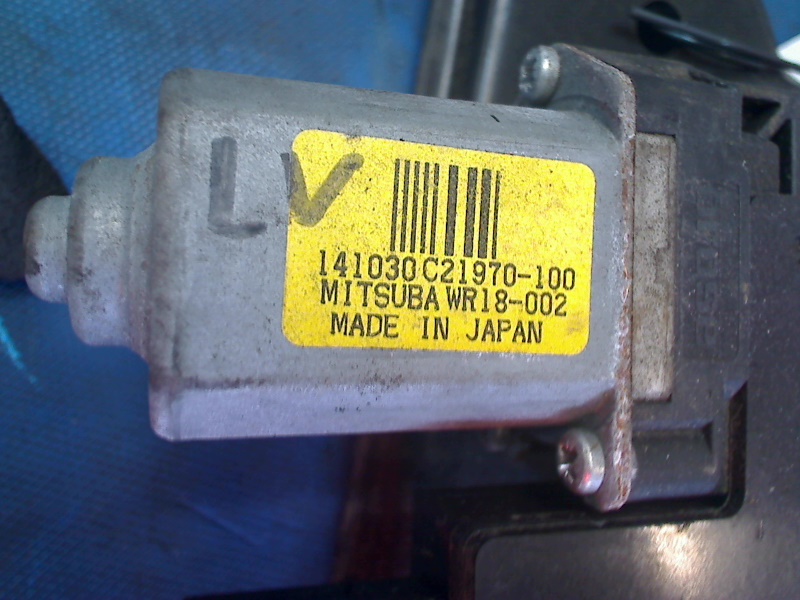 LV
141030 C21970-100
MITSUBA WR18-002
MADE IN JAPAN